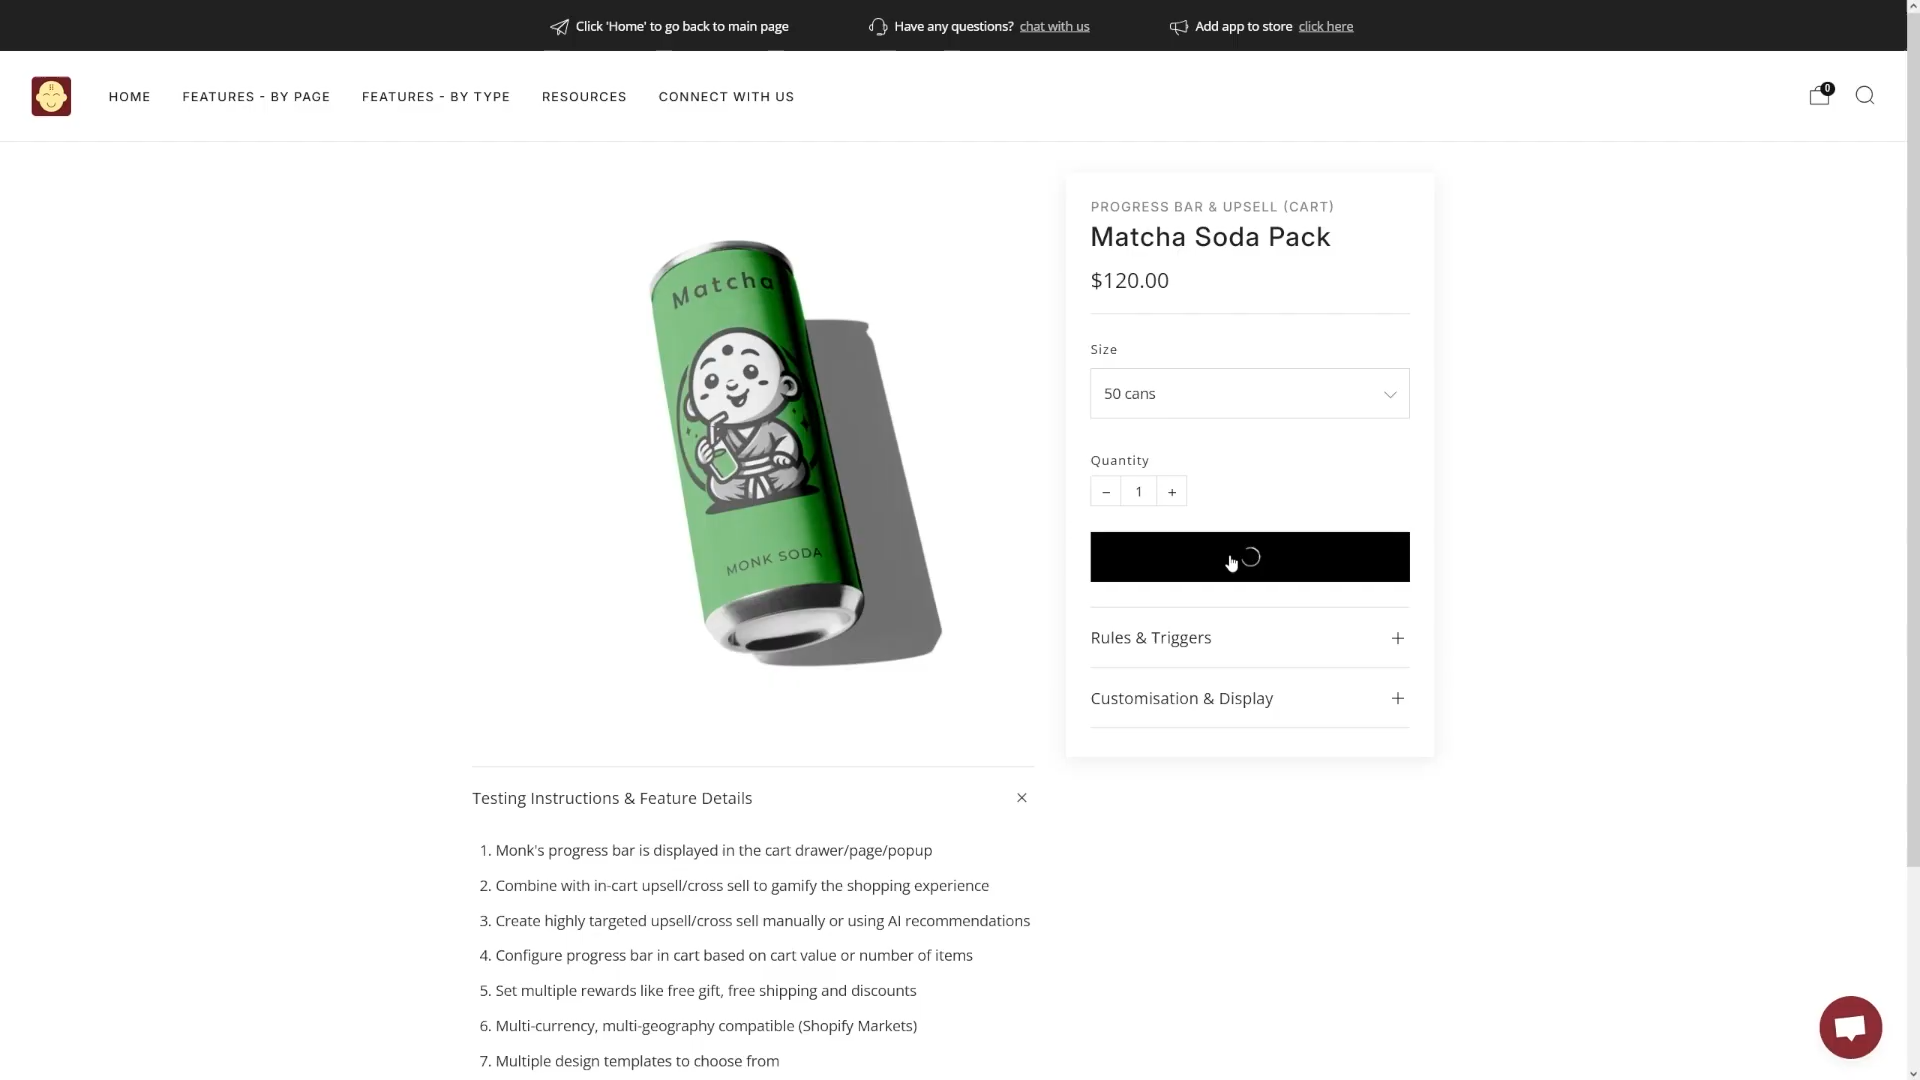 Click 'Home' to go back to main page
Have any questions? chat with us
Add app to store click here
HOME
FEATURES - BY PAGE
FEATURES - BY TYPE
RESOURCES
CONNECT WITH US
0
Matcha
MONK SODA
PROGRESS BAR & UPSELL (CART)
Matcha Soda Pack
$120.00
Size
50 cans
Quantity
− 1 +
Rules & Triggers
Customisation & Display
Testing Instructions & Feature Details
1. Monk's progress bar is displayed in the cart drawer/page/popup
2. Combine with in-cart upsell/cross sell to gamify the shopping experience
3. Create highly targeted upsell/cross sell manually or using AI recommendations
4. Configure progress bar in cart based on cart value or number of items
5. Set multiple rewards like free gift, free shipping and discounts
6. Multi-currency, multi-geography compatible (Shopify Markets)
7. Multiple design templates to choose from